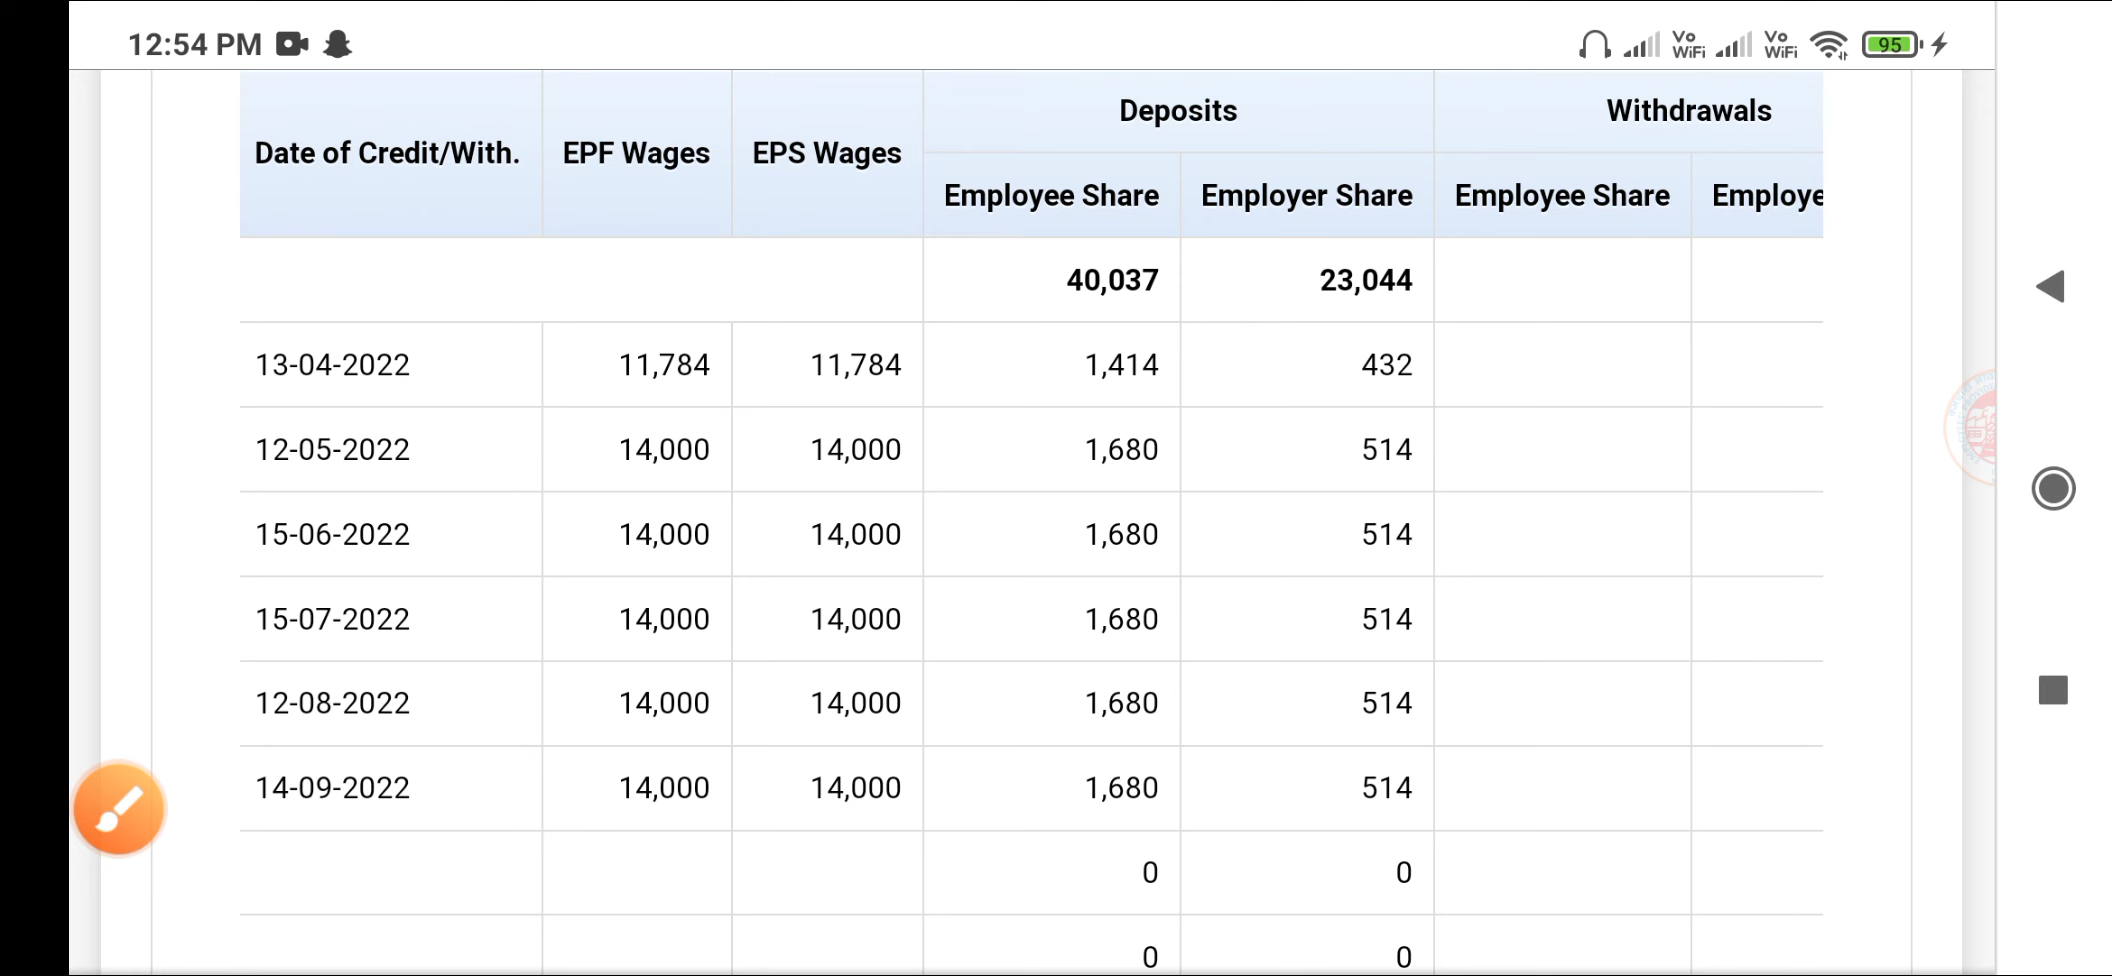 12:54 PM
Vo WiFi Vo WiFi 95
Deposits Withdrawals
Date of Credit/With. EPF Wages EPS Wages
Employee Share Employer Share Employee Share Employe
40,037 23,044
13-04-2022 11,784 11,784 1,414 432
12-05-2022 14,000 14,000 1,680 514
15-06-2022 14,000 14,000 1,680 514
15-07-2022 14,000 14,000 1,680 514
12-08-2022 14,000 14,000 1,680 514
14-09-2022 14,000 14,000 1,680 514
0 0
0 0